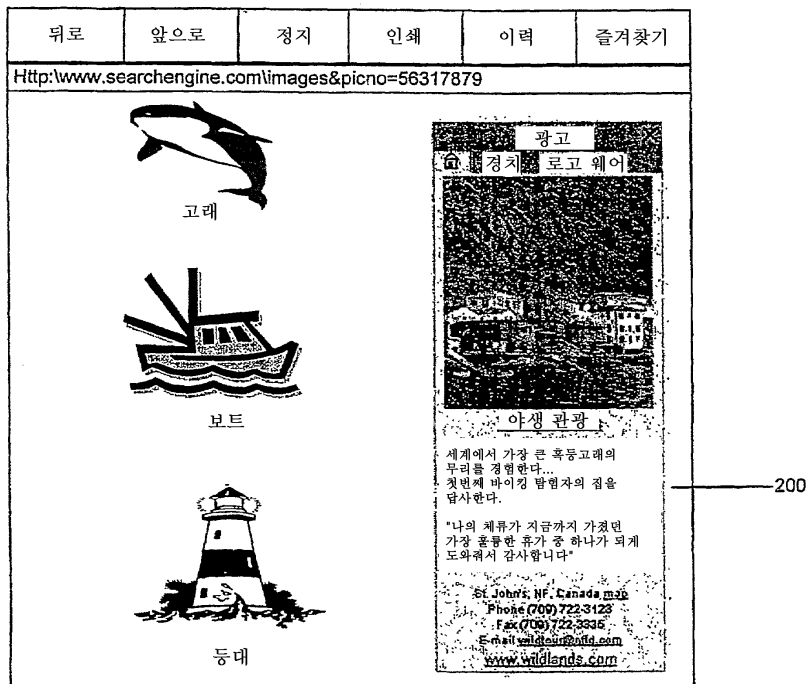 뒤로 앞으로 정지 인쇄 이력 즐겨찾기
Http:\www.searchengine.com\images&picno=56317879
고래
보트
등대
광고
경치 로고 웨어
야생 관광
세계에서 가장 큰 혹등고래의
무리를 경험한다...
첫번째 바이킹 탐험자의 집을
답사한다.
"나의 체류가 지금까지 가졌던
가장 훌륭한 휴가 중 하나가 되게
도와줘서 감사합니다"
St. John's, NF, Canada map
Phone (709) 722-3123
Fax (709) 722-3335
E-mail wildtour@nfld.com
www.wildlands.com
200